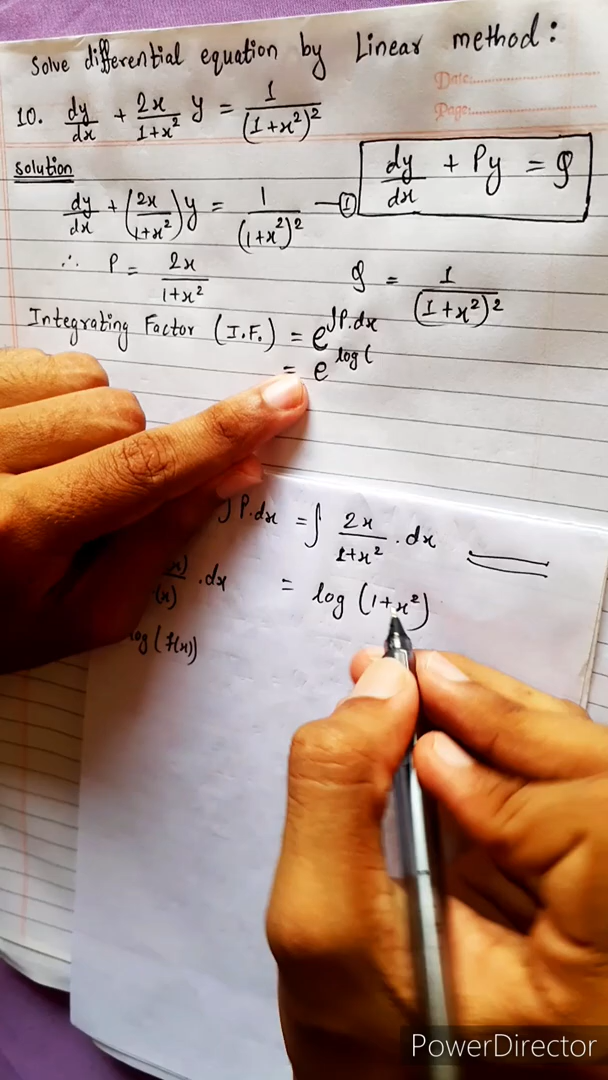 Solve differential equation by Linear method:
Date:
Page:
10. dy/dx + 2x/1+x² y = 1/(1+x²)²
Solution
dy/dx + Py = Q
dy/dx + (2x/1+x²)y = 1/(1+x²)² — I
∴ P = 2x/1+x² Q = 1/(1+x²)²
Integrating Factor (I.F.) = e^∫P.dx
= e^log(
∫P.dx = ∫ 2x/1+x² . dx
.dx = log (1+x²)
log (f(x))
PowerDirector